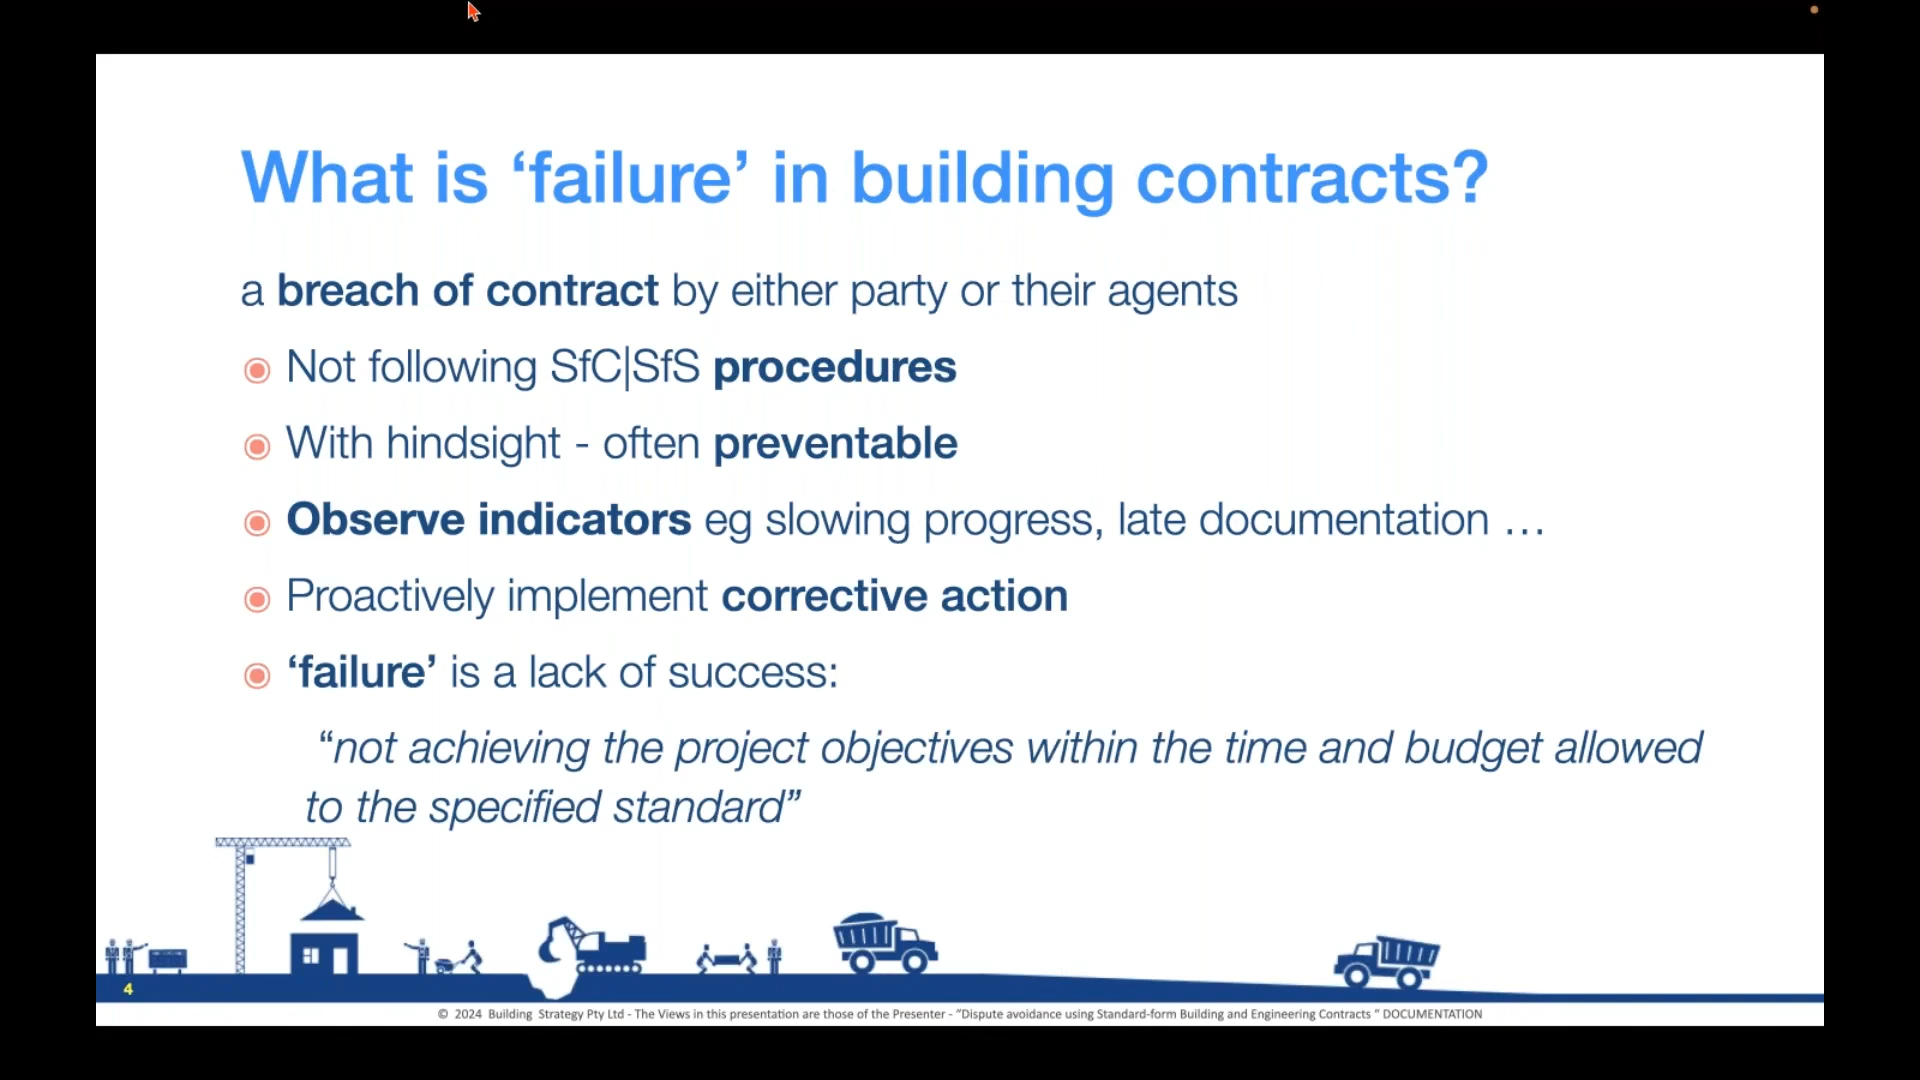 What is ‘failure’ in building contracts?
a breach of contract by either party or their agents
Not following SfC|SfS procedures
With hindsight - often preventable
Observe indicators eg slowing progress, late documentation …
Proactively implement corrective action
‘failure’ is a lack of success:
“not achieving the project objectives within the time and budget allowed
to the specified standard”
4
© 2024 Building Strategy Pty Ltd - The Views in this presentation are those of the Presenter - “Dispute avoidance using Standard-form Building and Engineering Contracts “ DOCUMENTATION